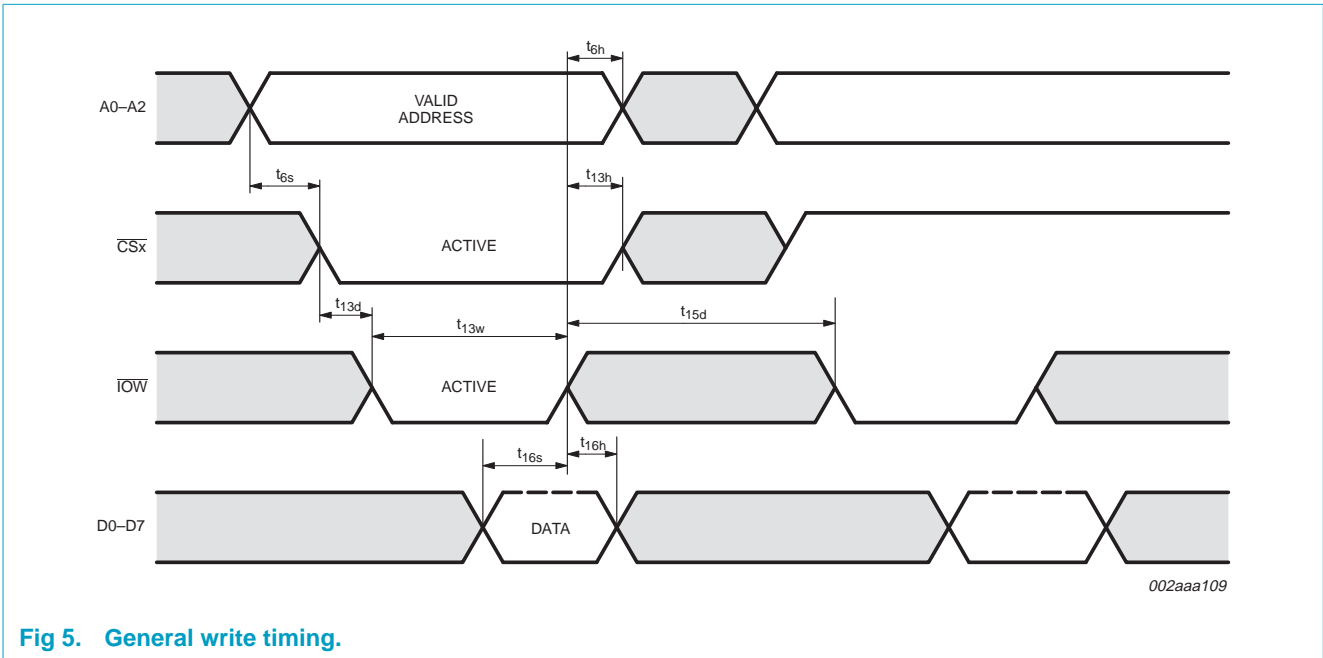 t6h
A0–A2
VALID
ADDRESS
t6s
t13h
CSx
ACTIVE
t13d
t13w
t15d
IOW
ACTIVE
t16s
t16h
D0–D7
DATA
002aaa109
Fig 5. General write timing.